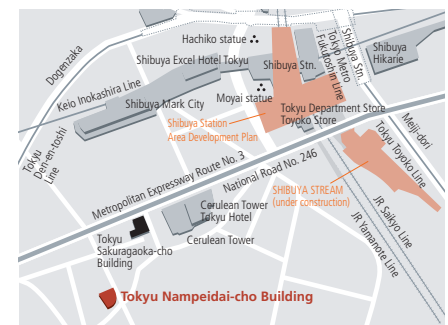 Hachiko statue
Shibuya Excel Hotel Tokyu
Shibuya Stn.
Shibuya Stn.
Tokyo Metro
Fukutoshin Line
Shibuya
Hikarie
Dogenzaka
Keio Inokashira Line
Shibuya Mark City
Moyai statue
Tokyu Department Store
Toyoko Store
Shibuya Station
Area Development Plan
Meiji-dori
Tokyu Toyoko Line
Tokyu
Den-en-toshi
Line
Metropolitan Expressway Route No. 3
National Road No. 246
SHIBUYA STREAM
(under construction)
Cerulean Tower
Tokyu Hotel
Cerulean Tower
JR Saikyo Line
JR Yamanote Line
Tokyu
Sakuragaoka-cho
Building
Tokyu Nampeidai-cho Building